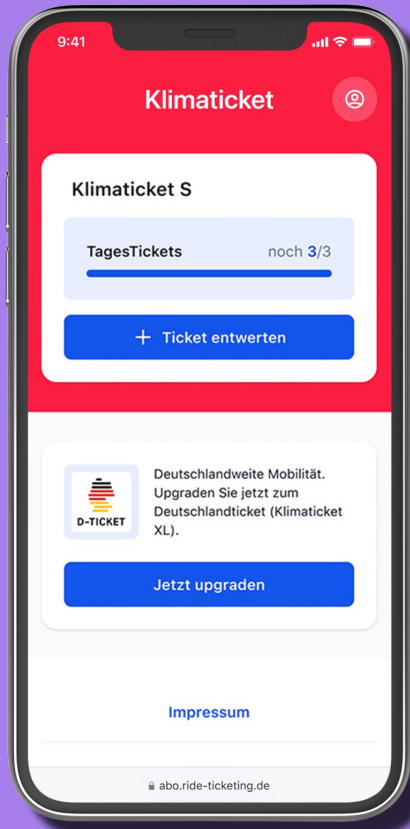 9:41
Klimaticket
Klimaticket S
TagesTickets noch 3/3
+ Ticket entwerten
Deutschlandweite Mobilität.
Upgraden Sie jetzt zum
Deutschlandticket (Klimaticket
XL).
D-TICKET
Jetzt upgraden
Impressum
abo.ride-ticketing.de